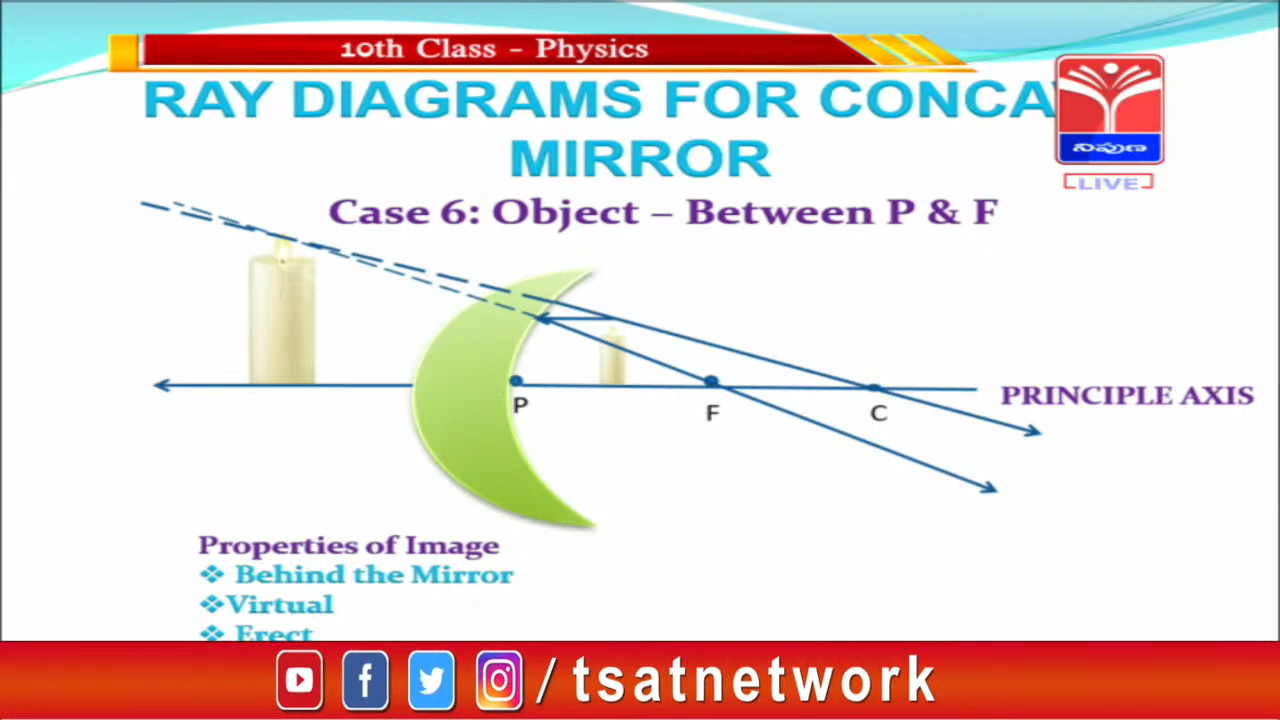 10th Class - Physics
RAY DIAGRAMS FOR CONCA
MIRROR
నిపుణ
LIVE
Case 6: Object – Between P & F
P
F
C
PRINCIPLE AXIS
Properties of Image
❖ Behind the Mirror
❖Virtual
❖ Erect
/ tsatnetwork